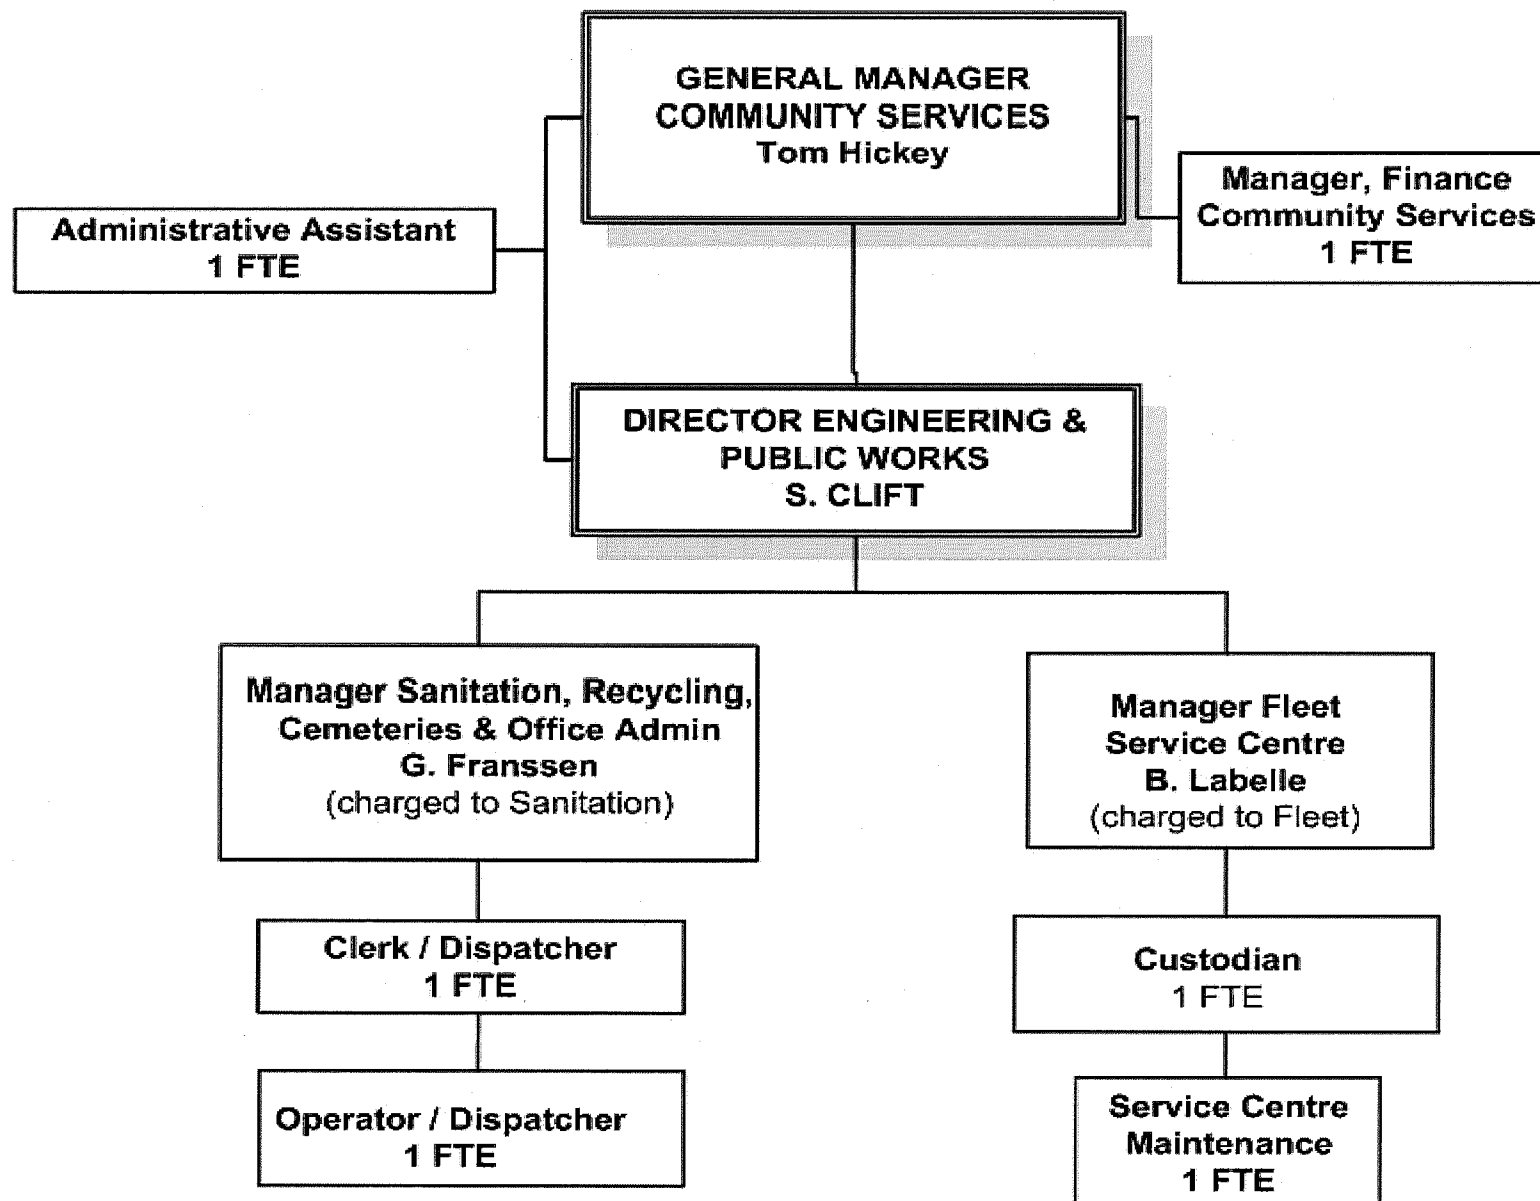 GENERAL MANAGER
COMMUNITY SERVICES
Tom Hickey
Manager, Finance
Community Services
1 FTE
Administrative Assistant
1 FTE
DIRECTOR ENGINEERING &
PUBLIC WORKS
S. CLIFT
Manager Sanitation, Recycling,
Cemeteries & Office Admin
G. Franssen
(charged to Sanitation)
Manager Fleet
Service Centre
B. Labelle
(charged to Fleet)
Clerk / Dispatcher
1 FTE
Custodian
1 FTE
Operator / Dispatcher
1 FTE
Service Centre
Maintenance
1 FTE